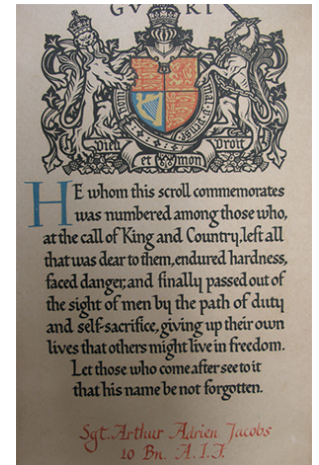 GVRI
Dieu et mon Droit
HE whom this scroll commemorates
was numbered among those who,
at the call of King and Country, left all
that was dear to them, endured hardness,
faced danger, and finally passed out of
the sight of men by the path of duty
and self-sacrifice, giving up their own
lives that others might live in freedom.
Let those who come after see to it
that his name be not forgotten.
Sgt. Arthur Adrien Jacobs
10 Bn. A.I.F.